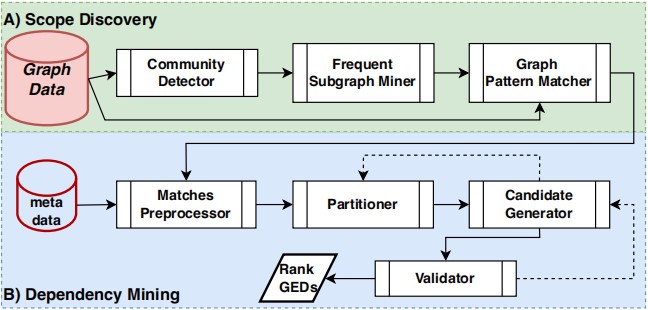 A) Scope Discovery
Graph
Data
Community
Detector
Frequent
Subgraph Miner
Graph
Pattern Matcher
meta
data
Matches
Preprocessor
Partitioner
Candidate
Generator
Rank
GEDs
Validator
B) Dependency Mining